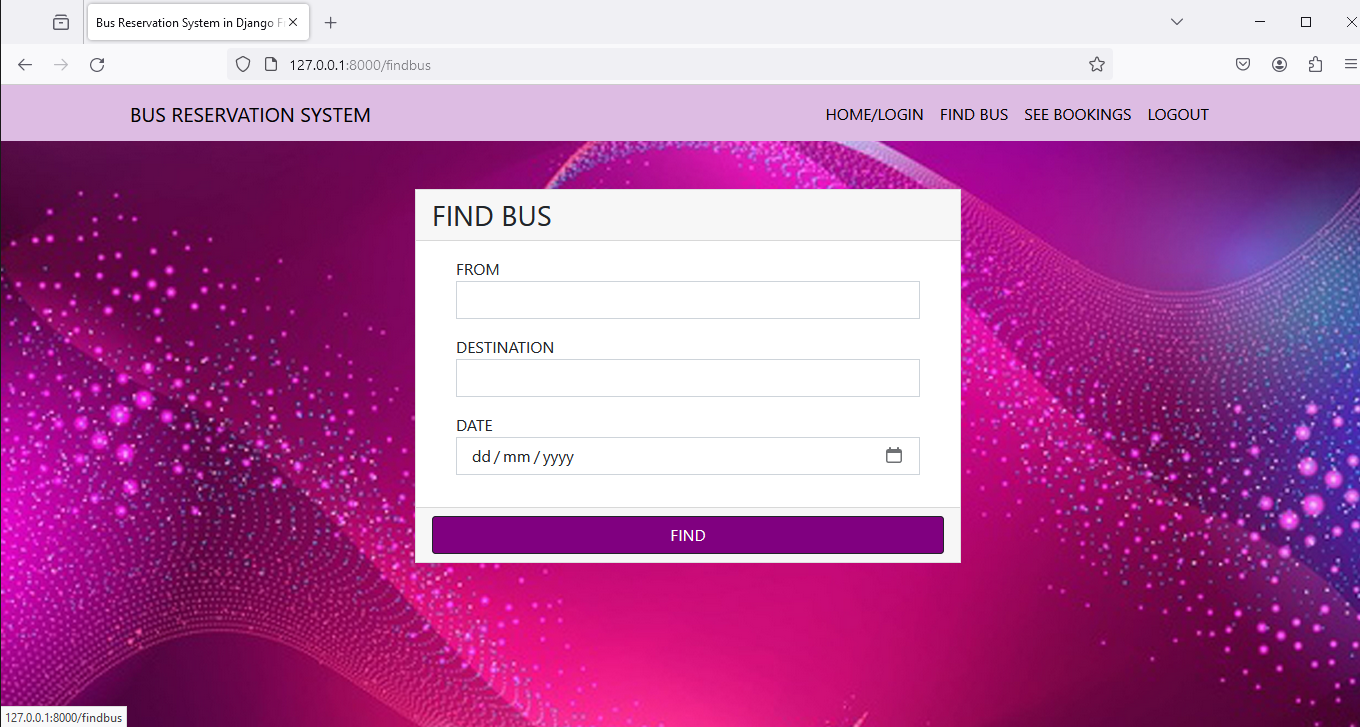 Bus Reservation System in Django
127.0.0.1:8000/findbus
BUS RESERVATION SYSTEM
HOME/LOGIN FIND BUS SEE BOOKINGS LOGOUT
FIND BUS
FROM
DESTINATION
DATE
dd / mm / yyyy
FIND
127.0.0.1:8000/findbus